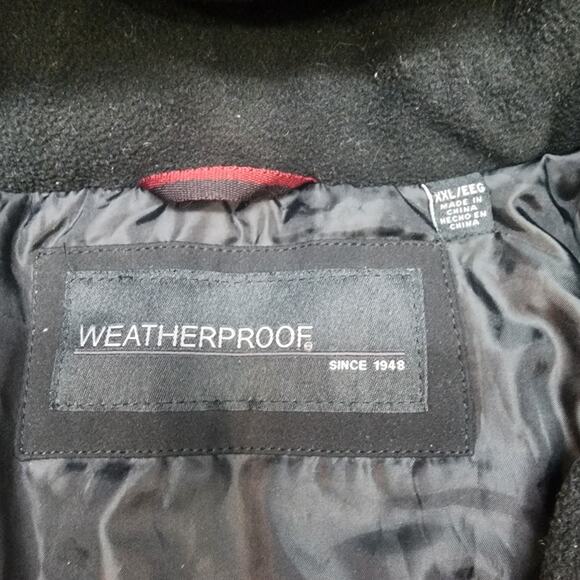 XXL/EEG
MADE IN
CHINA
HECHO EN
CHINA
WEATHERPROOF®
SINCE 1948